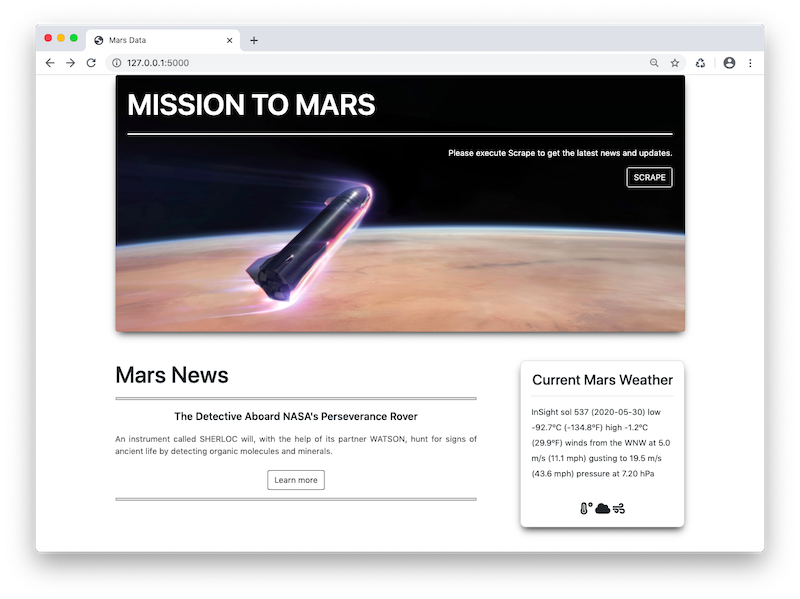 Mars Data
127.0.0.1:5000
MISSION TO MARS
Please execute Scrape to get the latest news and updates.
SCRAPE
Mars News
The Detective Aboard NASA's Perseverance Rover
An instrument called SHERLOC will, with the help of its partner WATSON, hunt for signs of
ancient life by detecting organic molecules and minerals.
Learn more
Current Mars Weather
InSight sol 537 (2020-05-30) low
-92.7ºC (-134.8ºF) high -1.2ºC
(29.9ºF) winds from the WNW at 5.0
m/s (11.1 mph) gusting to 19.5 m/s
(43.6 mph) pressure at 7.20 hPa